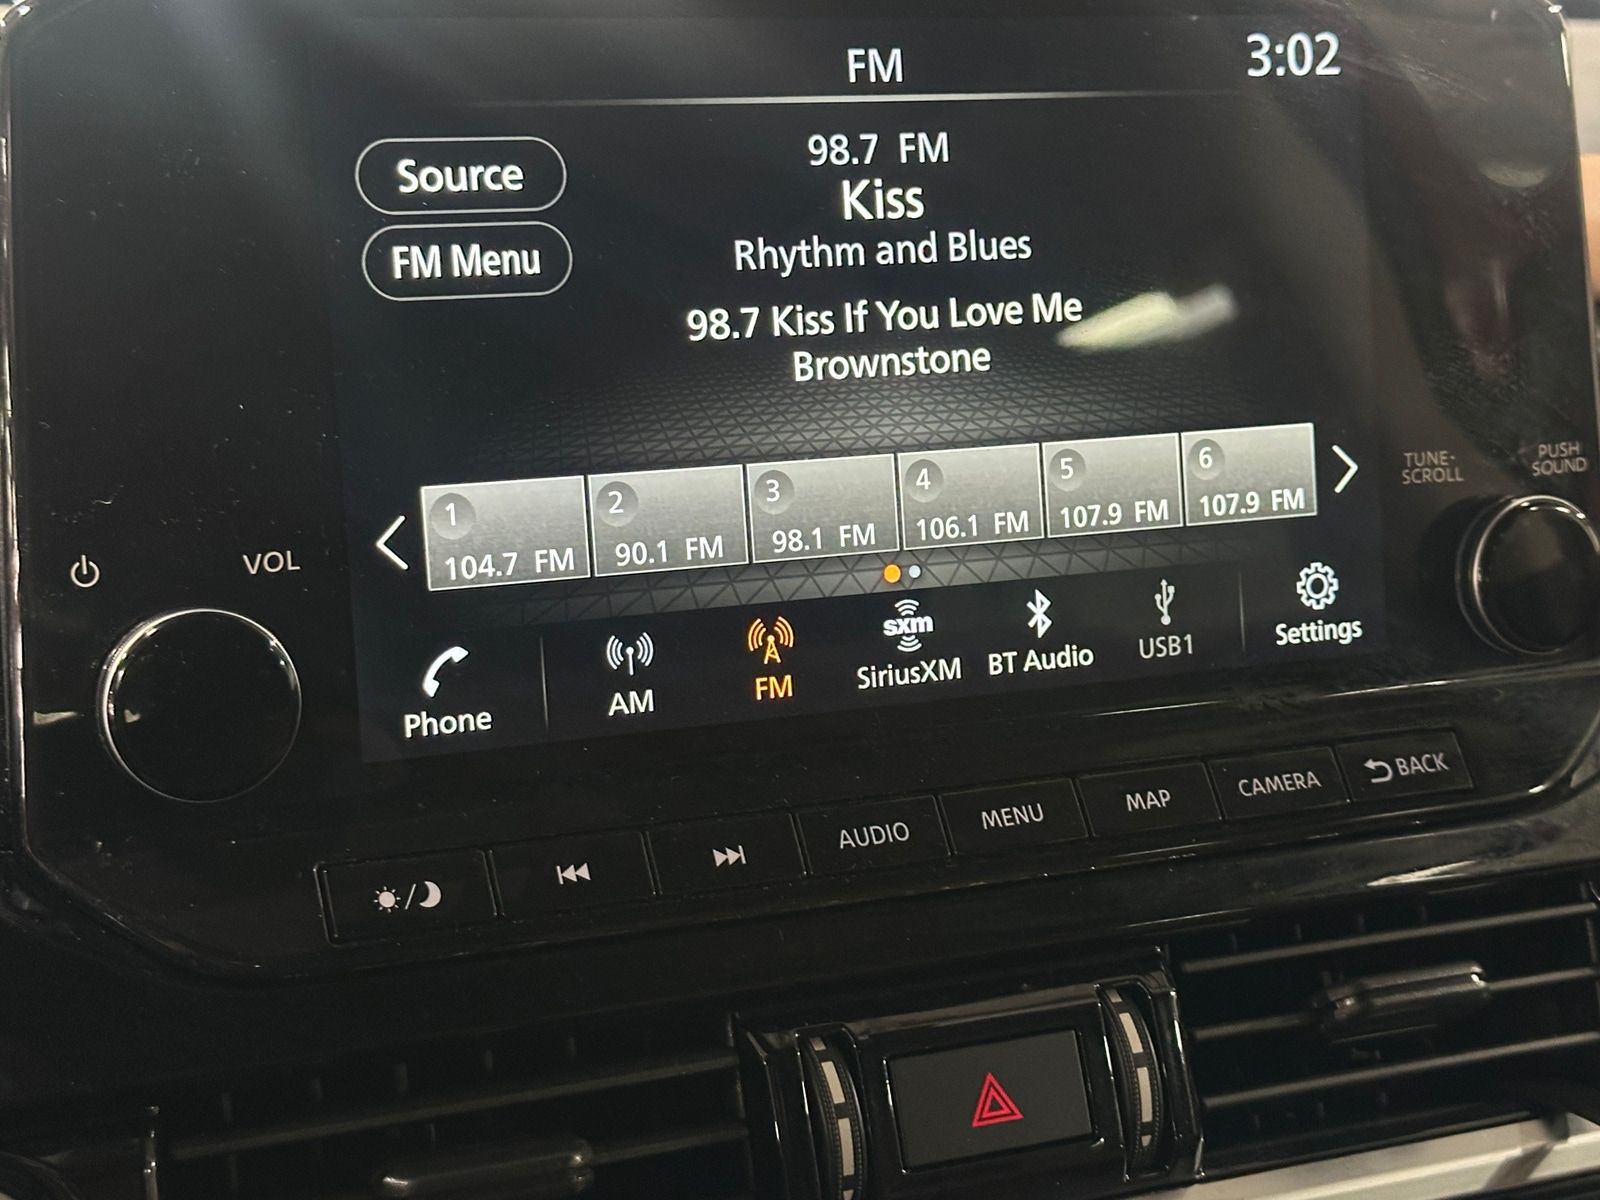 FM
3:02
Source
FM Menu
98.7 FM
Kiss
Rhythm and Blues
98.7 Kiss If You Love Me
Brownstone
1
104.7 FM
2
90.1 FM
3
98.1 FM
4
106.1 FM
5
107.9 FM
6
107.9 FM
TUNE·
SCROLL
PUSH
SOUND
VOL
Phone
AM
FM
sxm
SiriusXM
BT Audio
USB1
Settings
AUDIO
MENU
MAP
CAMERA
BACK